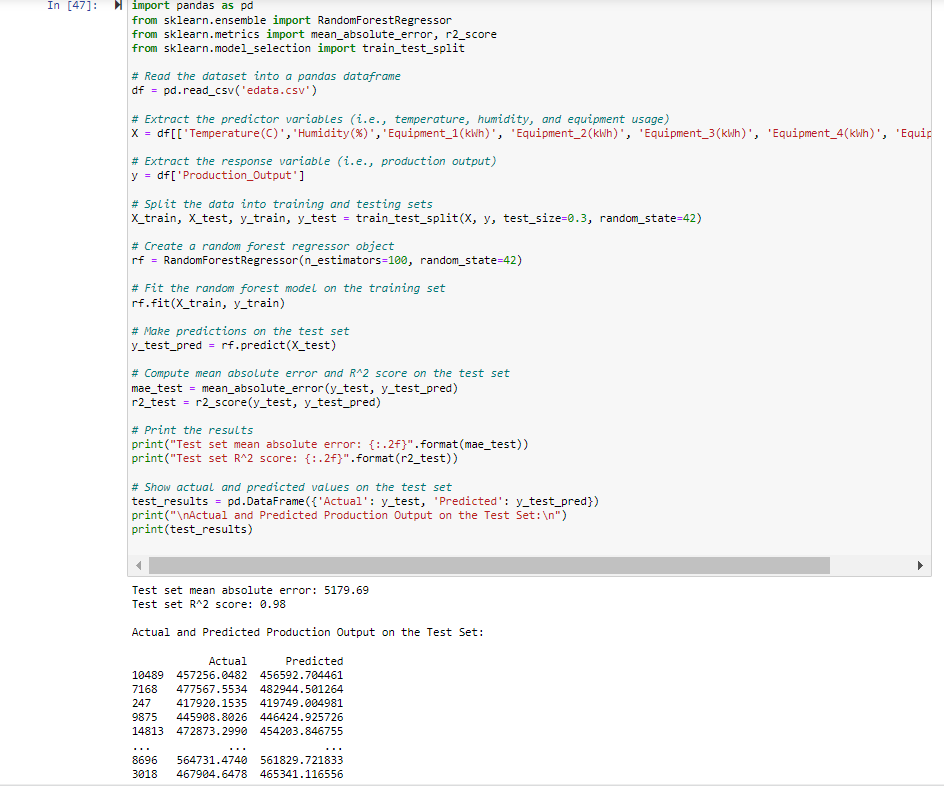 In [47]:
import pandas as pd
from sklearn.ensemble import RandomForestRegressor
from sklearn.metrics import mean_absolute_error, r2_score
from sklearn.model_selection import train_test_split
# Read the dataset into a pandas dataframe
df = pd.read_csv('edata.csv')
# Extract the predictor variables (i.e., temperature, humidity, and equipment usage)
X = df[['Temperature(C)','Humidity(%)','Equipment_1(kWh)', 'Equipment_2(kWh)', 'Equipment_3(kWh)', 'Equipment_4(kWh)', 'Equip
# Extract the response variable (i.e., production output)
y = df['Production_Output']
# Split the data into training and testing sets
X_train, X_test, y_train, y_test = train_test_split(X, y, test_size=0.3, random_state=42)
# Create a random forest regressor object
rf = RandomForestRegressor(n_estimators=100, random_state=42)
# Fit the random forest model on the training set
rf.fit(X_train, y_train)
# Make predictions on the test set
y_test_pred = rf.predict(X_test)
# Compute mean absolute error and R^2 score on the test set
mae_test = mean_absolute_error(y_test, y_test_pred)
r2_test = r2_score(y_test, y_test_pred)
# Print the results
print("Test set mean absolute error: {:.2f}".format(mae_test))
print("Test set R^2 score: {:.2f}".format(r2_test))
# Show actual and predicted values on the test set
test_results = pd.DataFrame({'Actual': y_test, 'Predicted': y_test_pred})
print("\nActual and Predicted Production Output on the Test Set:\n")
print(test_results)
Test set mean absolute error: 5179.69
Test set R^2 score: 0.98
Actual and Predicted Production Output on the Test Set:
Actual Predicted
10489 457256.0482 456592.704461
7168 477567.5534 482944.501264
247 417920.1535 419749.004981
9875 445908.8026 446424.925726
14813 472873.2990 454203.846755
... ... ...
8696 564731.4740 561829.721833
3018 467904.6478 465341.116556